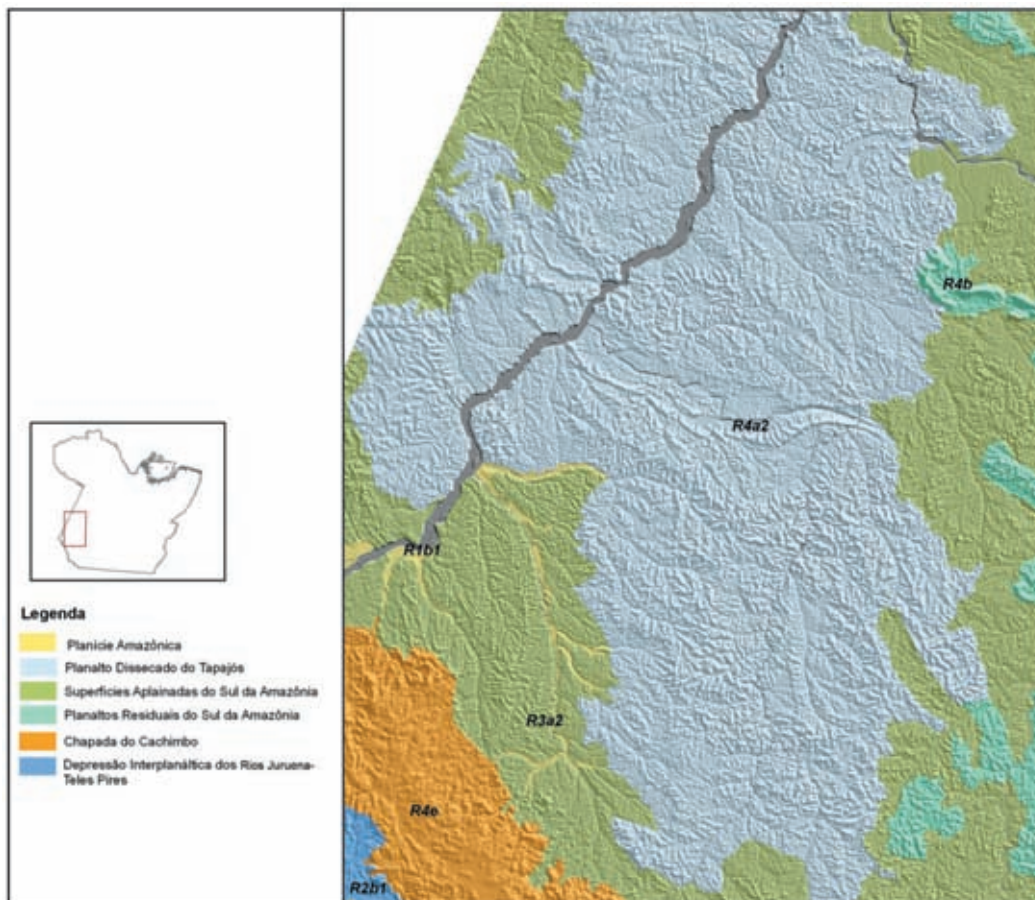 Legenda
Planície Amazônica
Planalto Dissecado do Tapajós
Superfícies Aplainadas do Sul da Amazônia
Planaltos Residuais do Sul da Amazônia
Chapada do Cachimbo
Depressão Interplanáltica dos Rios Juruena-
Teles Pires
R4b
R4a2
R1b1
R3a2
R4e
R2b1